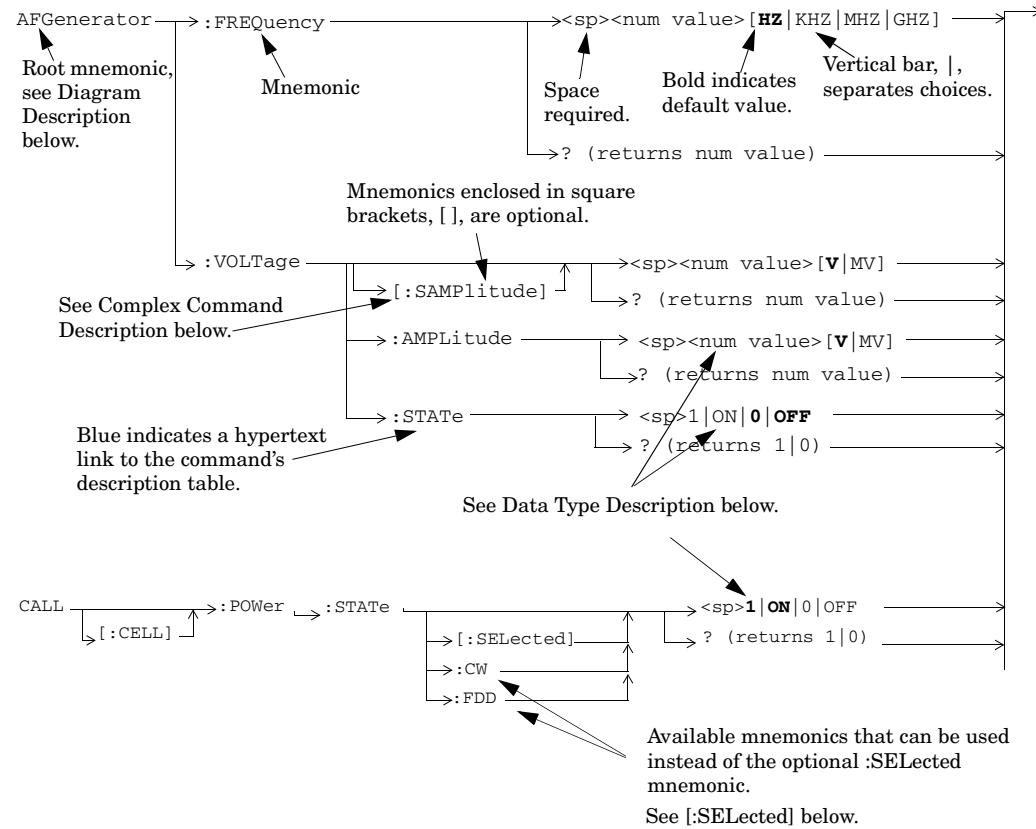 AFGenerator :FREQuency <sp><num value>[HZ|KHZ|MHZ|GHZ]
Root mnemonic,
see Diagram
Description
below.
Mnemonic
Space
required.
Bold indicates
default value.
Vertical bar, |,
separates choices.
? (returns num value)
Mnemonics enclosed in square
brackets, [ ], are optional.
:VOLTage <sp><num value>[V|MV]
[:SAMPlitude] ? (returns num value)
See Complex Command
Description below.
:AMPLitude <sp><num value>[V|MV]
? (returns num value)
:STATe <sp>1|ON|0|OFF
? (returns 1|0)
Blue indicates a hypertext
link to the command's
description table.
See Data Type Description below.
CALL :POWer :STATe <sp>1|ON|0|OFF
[:CELL] [:SELected] ? (returns 1|0)
:CW
:FDD
Available mnemonics that can be used
instead of the optional :SELected
mnemonic.
See [:SELected] below.